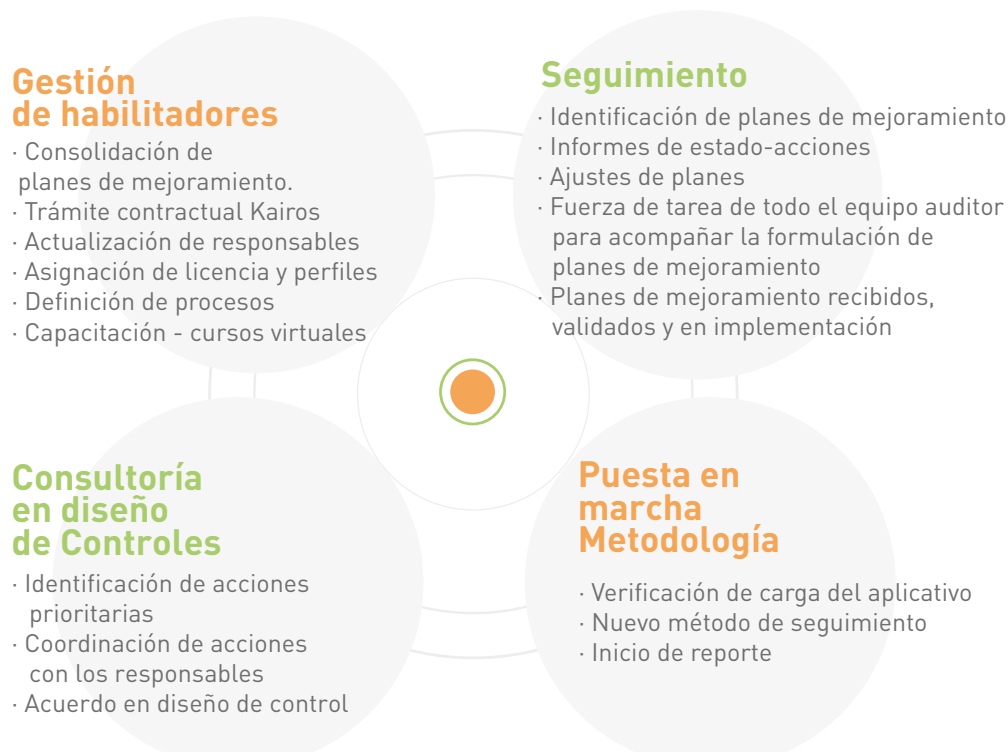 Gestión
de habilitadores
· Consolidación de
planes de mejoramiento.
· Trámite contractual Kairos
· Actualización de responsables
· Asignación de licencia y perfiles
· Definición de procesos
· Capacitación - cursos virtuales
Seguimiento
· Identificación de planes de mejoramiento
· Informes de estado-acciones
· Ajustes de planes
· Fuerza de tarea de todo el equipo auditor
para acompañar la formulación de
planes de mejoramiento
· Planes de mejoramiento recibidos,
validados y en implementación
Consultoría
en diseño
de Controles
· Identificación de acciones
prioritarias
· Coordinación de acciones
con los responsables
· Acuerdo en diseño de control
Puesta en
marcha
Metodología
· Verificación de carga del aplicativo
· Nuevo método de seguimiento
· Inicio de reporte